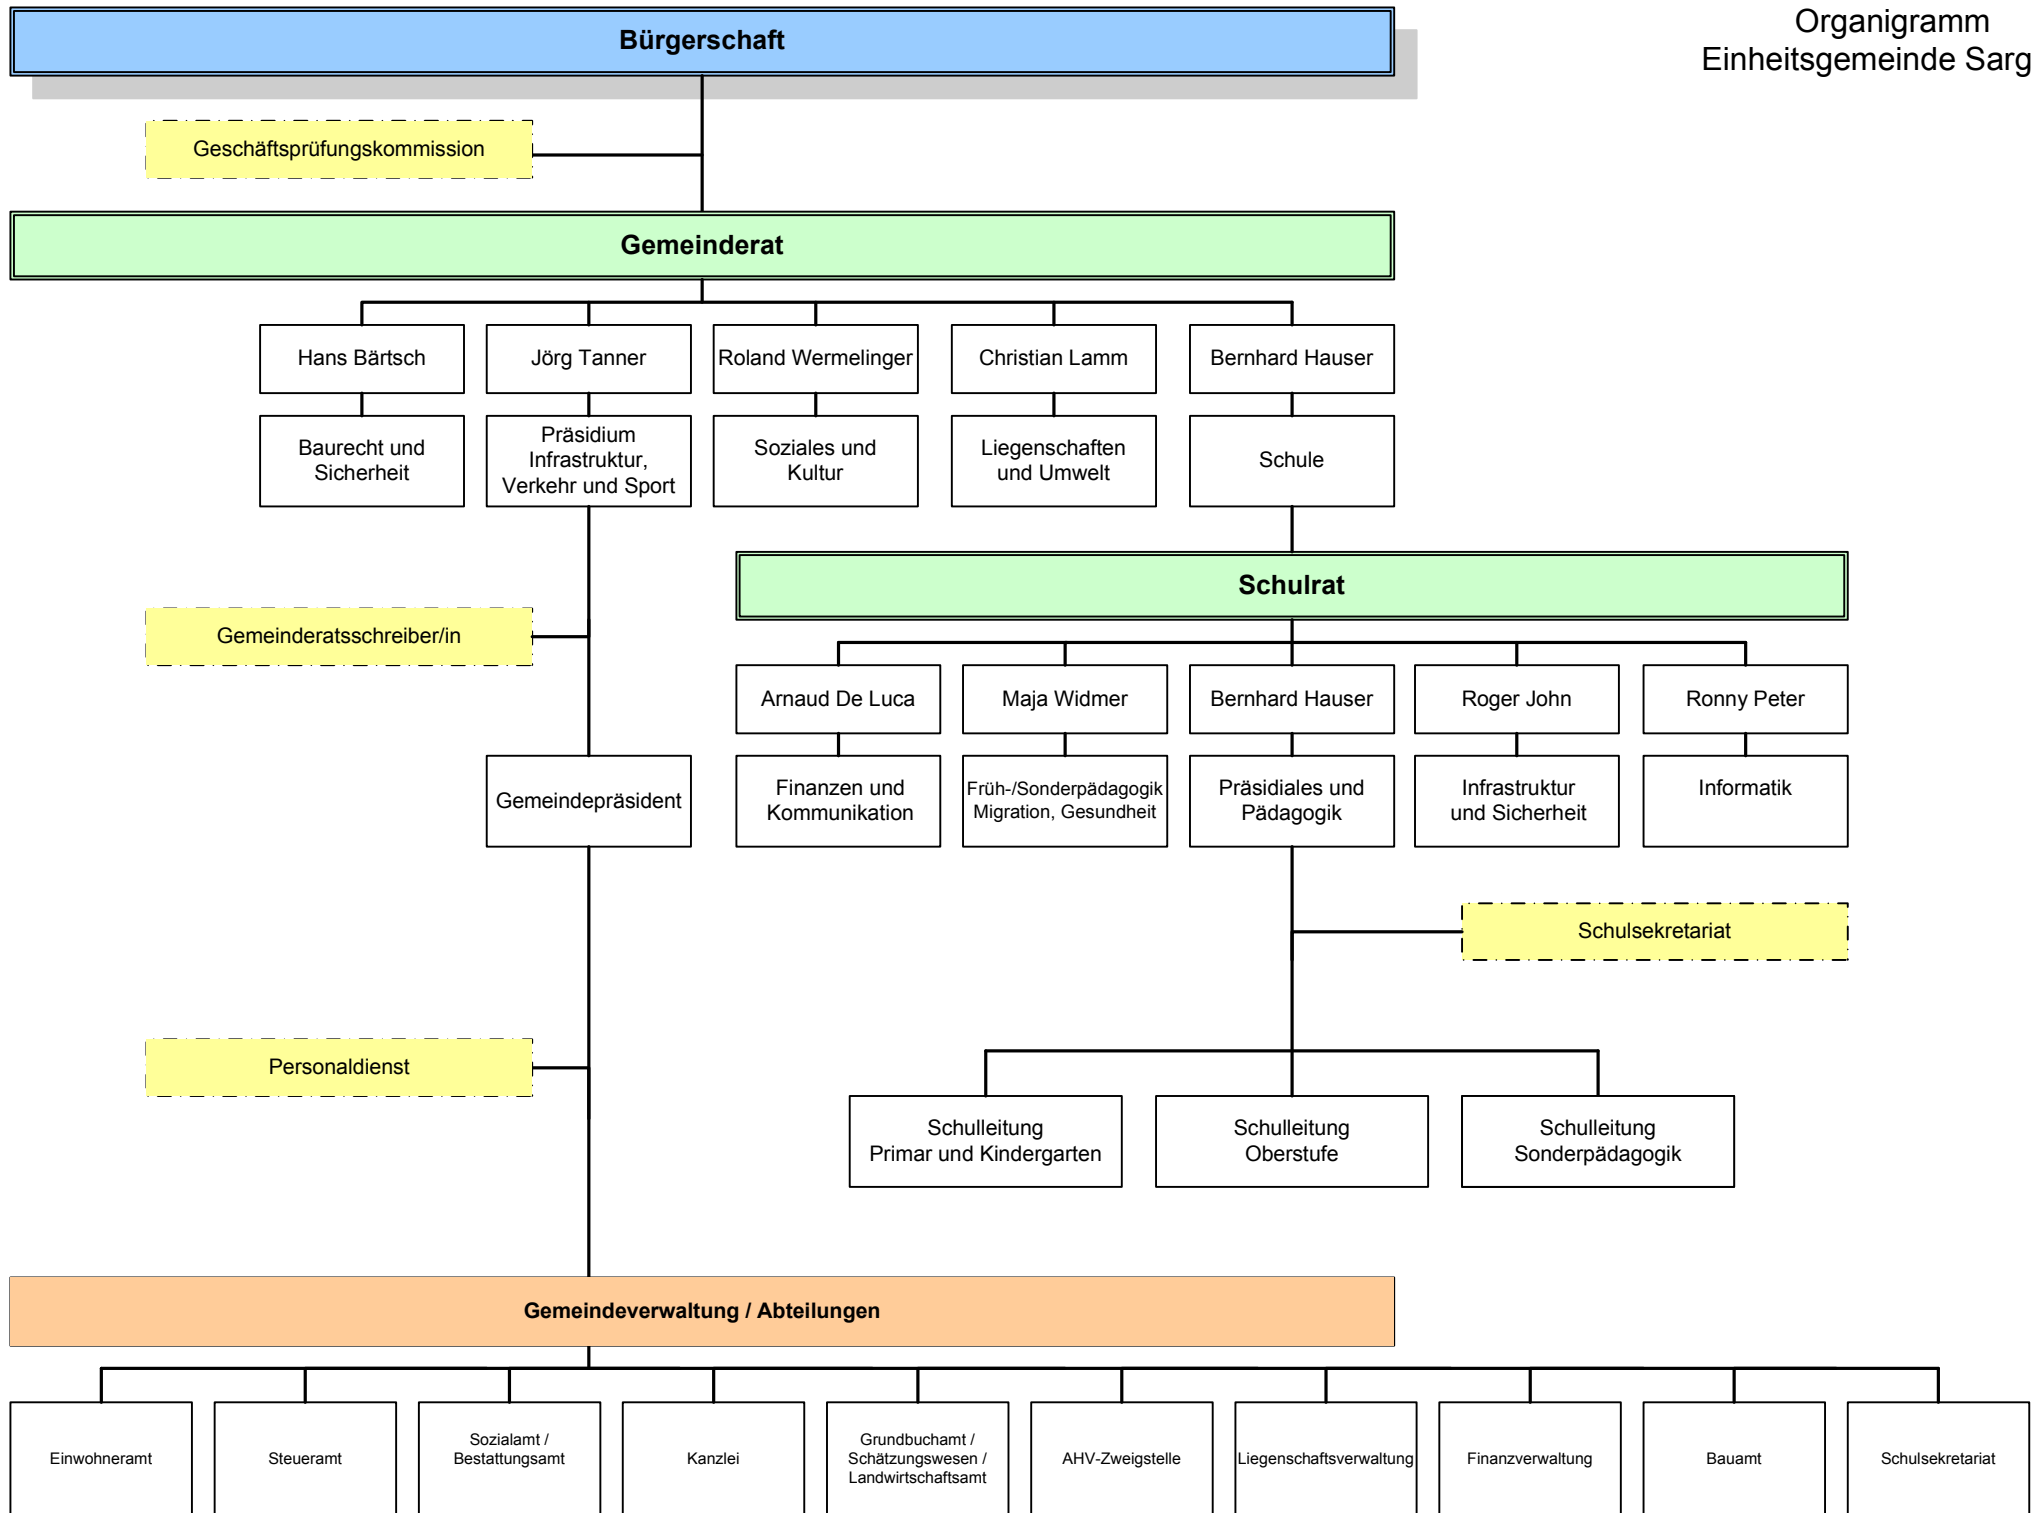 Organigramm
Einheitsgemeinde Sarg
Bürgerschaft
Geschäftsprüfungskommission
Gemeinderat
Hans Bärtsch
Jörg Tanner
Roland Wermelinger
Christian Lamm
Bernhard Hauser
Baurecht und
Sicherheit
Präsidium
Infrastruktur,
Verkehr und Sport
Soziales und
Kultur
Liegenschaften
und Umwelt
Schule
Schulrat
Gemeinderatsschreiber/in
Arnaud De Luca
Maja Widmer
Bernhard Hauser
Roger John
Ronny Peter
Gemeindepräsident
Finanzen und
Kommunikation
Früh-/Sonderpädagogik
Migration, Gesundheit
Präsidiales und
Pädagogik
Infrastruktur
und Sicherheit
Informatik
Schulsekretariat
Personaldienst
Schulleitung
Primar und Kindergarten
Schulleitung
Oberstufe
Schulleitung
Sonderpädagogik
Gemeindeverwaltung / Abteilungen
Einwohneramt
Steueramt
Sozialamt /
Bestattungsamt
Kanzlei
Grundbuchamt /
Schätzungswesen /
Landwirtschaftsamt
AHV-Zweigstelle
Liegenschaftsverwaltung
Finanzverwaltung
Bauamt
Schulsekretariat